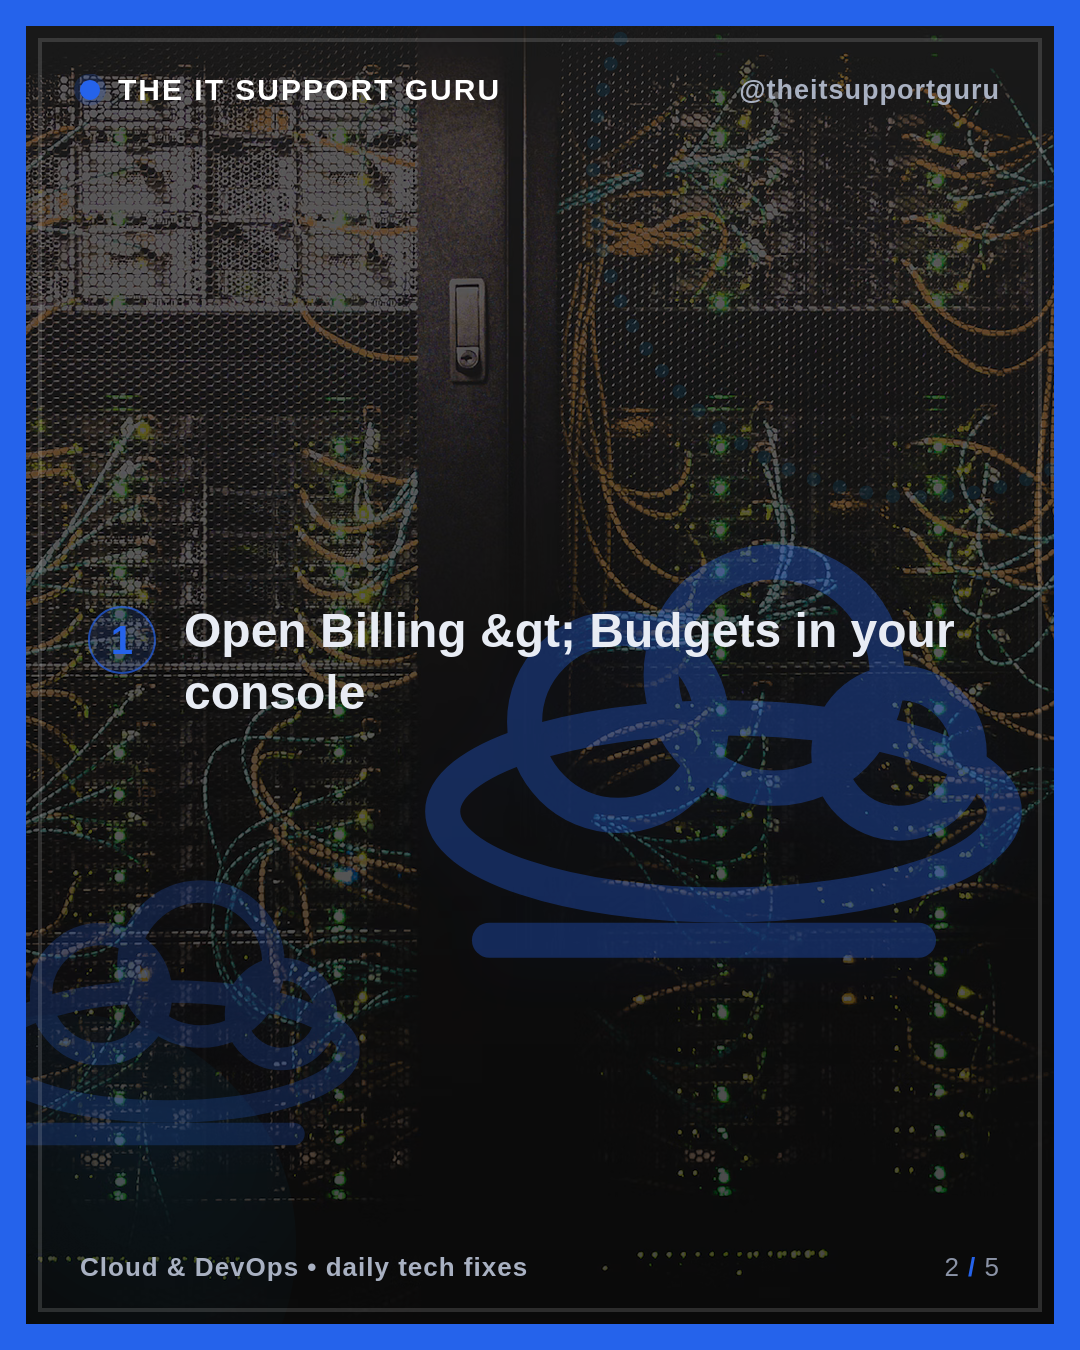 THE IT SUPPORT GURU
@theitsupportguru
1
Open Billing &gt; Budgets in your
console
Cloud & DevOps • daily tech fixes
2 / 5